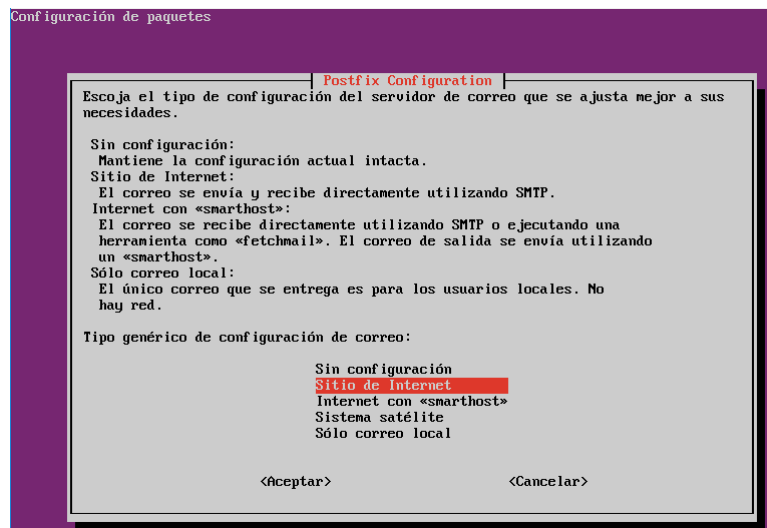 Configuración de paquetes
Postfix Configuration
Escoja el tipo de configuración del servidor de correo que se ajusta mejor a sus
necesidades.
Sin configuración:
Mantiene la configuración actual intacta.
Sitio de Internet:
El correo se envía y recibe directamente utilizando SMTP.
Internet con «smarthost»:
El correo se recibe directamente utilizando SMTP o ejecutando una
herramienta como «fetchmail». El correo de salida se envía utilizando
un «smarthost».
Sólo correo local:
El único correo que se entrega es para los usuarios locales. No
hay red.
Tipo genérico de configuración de correo:
Sin configuración
Sitio de Internet
Internet con «smarthost»
Sistema satélite
Sólo correo local
<Aceptar> <Cancelar>